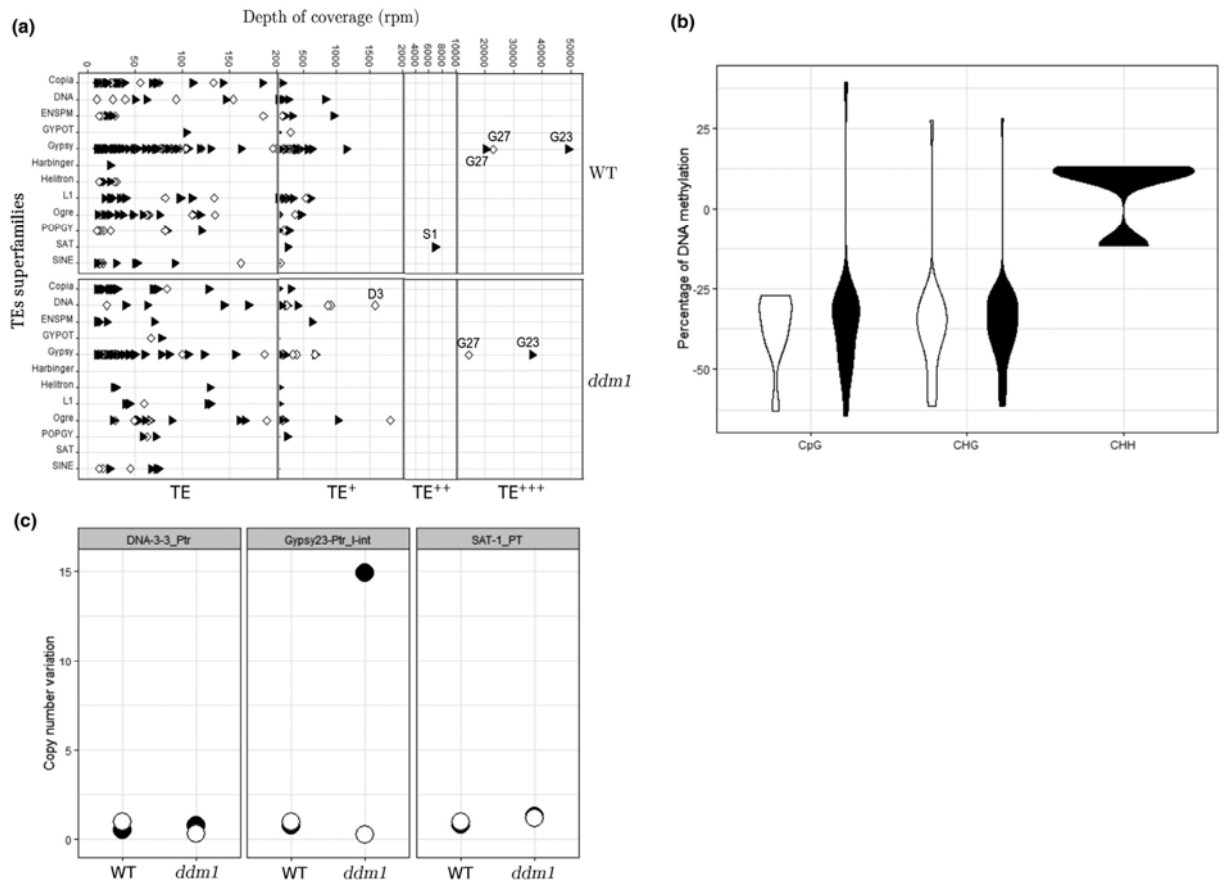 (a)
Depth of coverage (rpm)
0 50 100 150 200 500 1000 1500 2000 4000 6000 8000 10000 20000 30000 40000 50000
TEs superfamilies
Copia
DNA
ENSPM
GYPOT
Gypsy
Harbinger
Helitron
L1
Ogre
POPGY
SAT
SINE
G27
G27
G23
S1
WT
Copia
DNA
ENSPM
GYPOT
Gypsy
Harbinger
Helitron
L1
Ogre
POPGY
SAT
SINE
D3
G27
G23
ddm1
TE TE⁺ TE⁺⁺ TE⁺⁺⁺
(b)
Percentage of DNA methylation
25
0
-25
-50
CpG CHG CHH
(c)
DNA-3-3_Ptr Gypsy23-Ptr_I-int SAT-1_PT
Copy number variation
15
10
5
0
WT ddm1 WT ddm1 WT ddm1